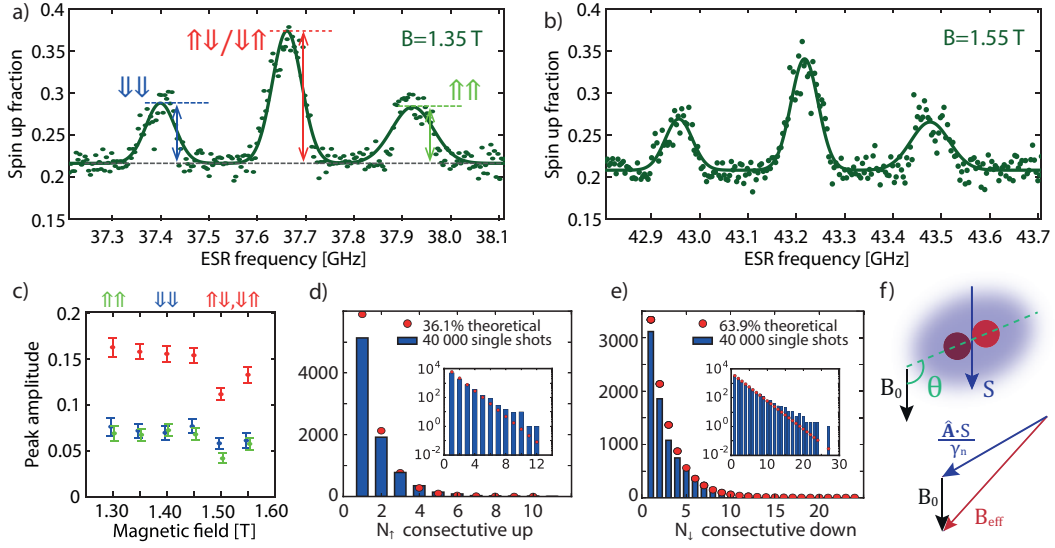 a)
B=1.35 T
⇑⇓/⇓⇑
⇓⇓
⇑⇑
0.4
0.35
0.3
0.25
0.2
0.15
Spin up fraction
37.3 37.4 37.5 37.6 37.7 37.8 37.9 38.0 38.1
ESR frequency [GHz]
b)
B=1.55 T
0.4
0.35
0.3
0.25
0.2
0.15
Spin up fraction
42.9 43.0 43.1 43.2 43.3 43.4 43.5 43.6 43.7
ESR frequency [GHz]
c)
⇑⇑ ⇓⇓ ⇑⇓,⇓⇑
0.2
0.15
0.1
0.05
0
Peak amplitude
1.30 1.40 1.50 1.60
Magnetic field [T]
d)
36.1% theoretical
40 000 single shots
6000
4000
2000
0
10⁴
10²
10⁰
10⁻²
0 4 8 12
2 4 6 8 10
N↑ consectutive up
e)
63.9% theoretical
40 000 single shots
3000
2000
1000
0
10⁴
10²
10⁰
10⁻²
0 10 20 30
0 5 10 15 20
N↓ consecutive down
f)
B₀
θ
S
Â·S
γₙ
B₀
Beff